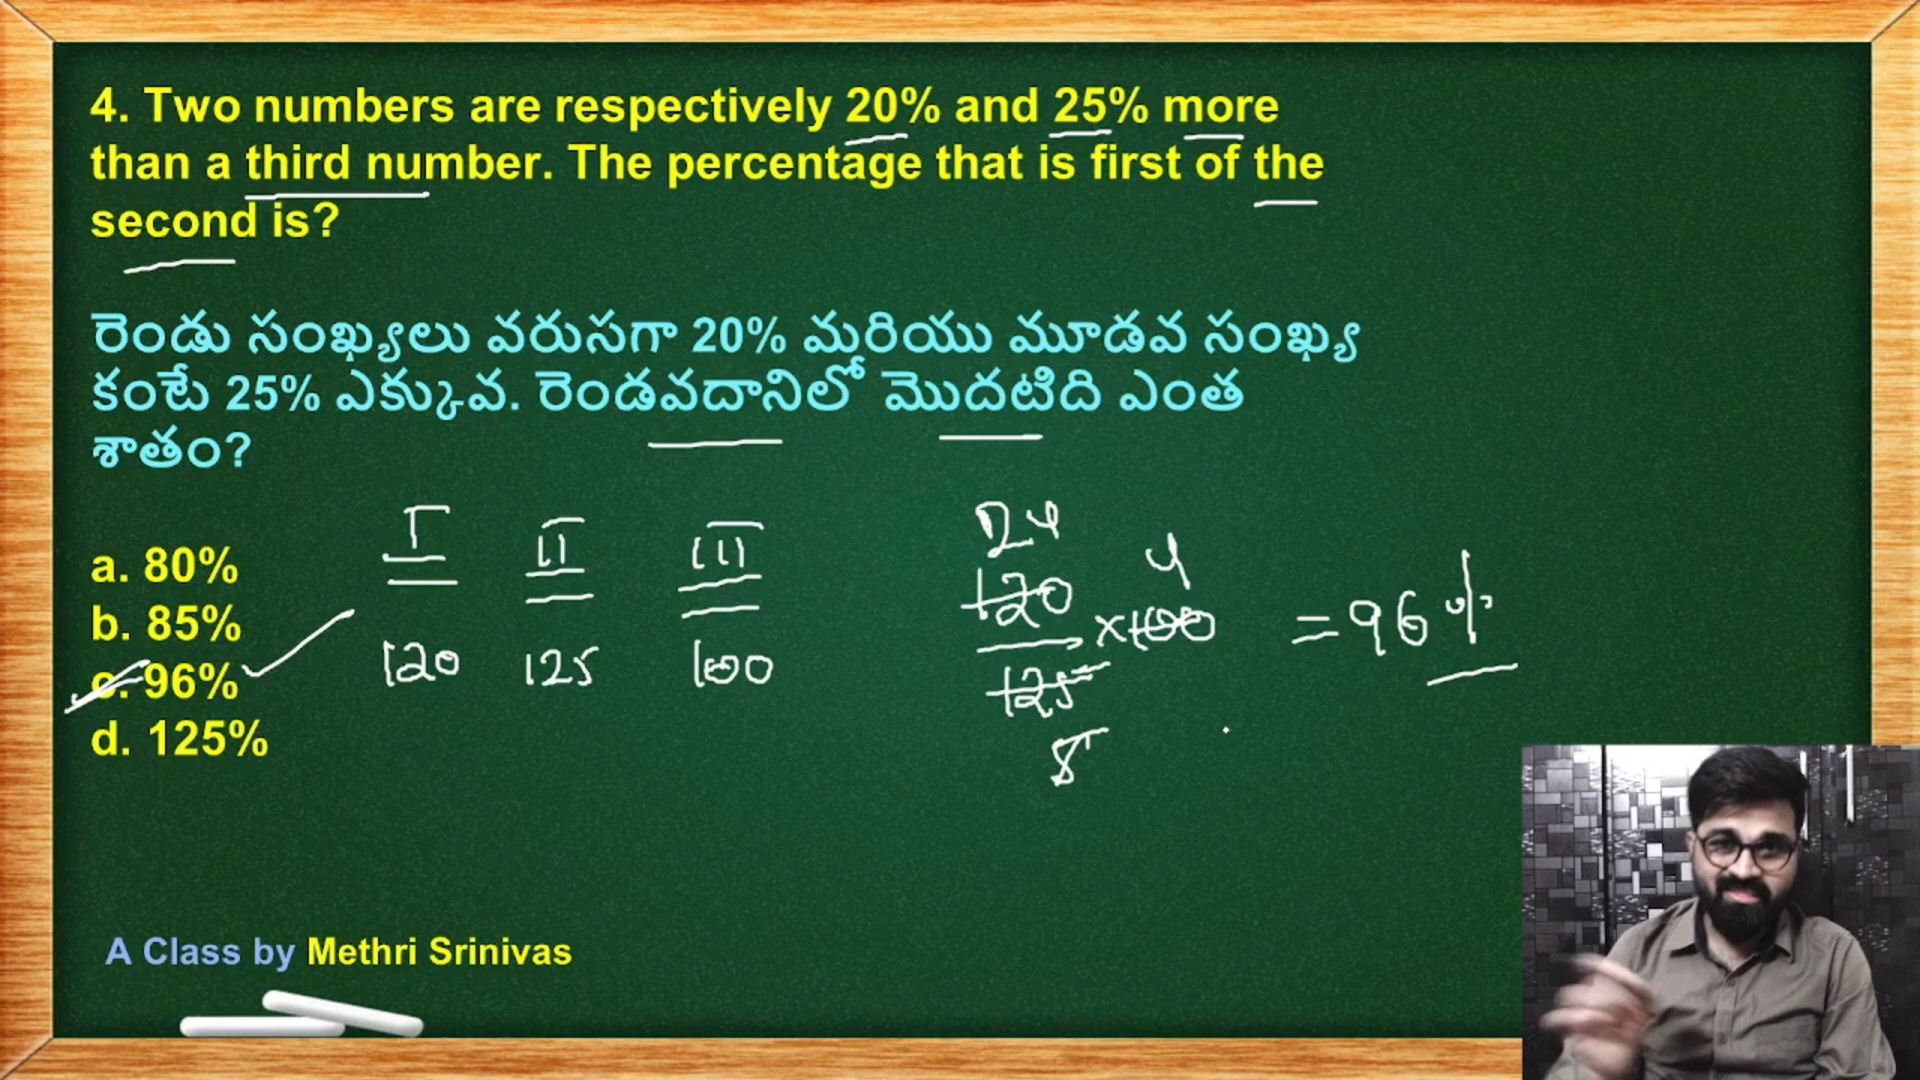 4. Two numbers are respectively 20% and 25% more
than a third number. The percentage that is first of the
second is?
రెండు సంఖ్యలు వరుసగా 20% మరియు మూడవ సంఖ్య
కంటే 25% ఎక్కువ. రెండవదానిలో మొదటిది ఎంత
శాతం?
I II III
120 125 100
a. 80%
b. 85%
c. 96%
d. 125%
24
4
120
×100
= 96%
125
5
A Class by Methri Srinivas